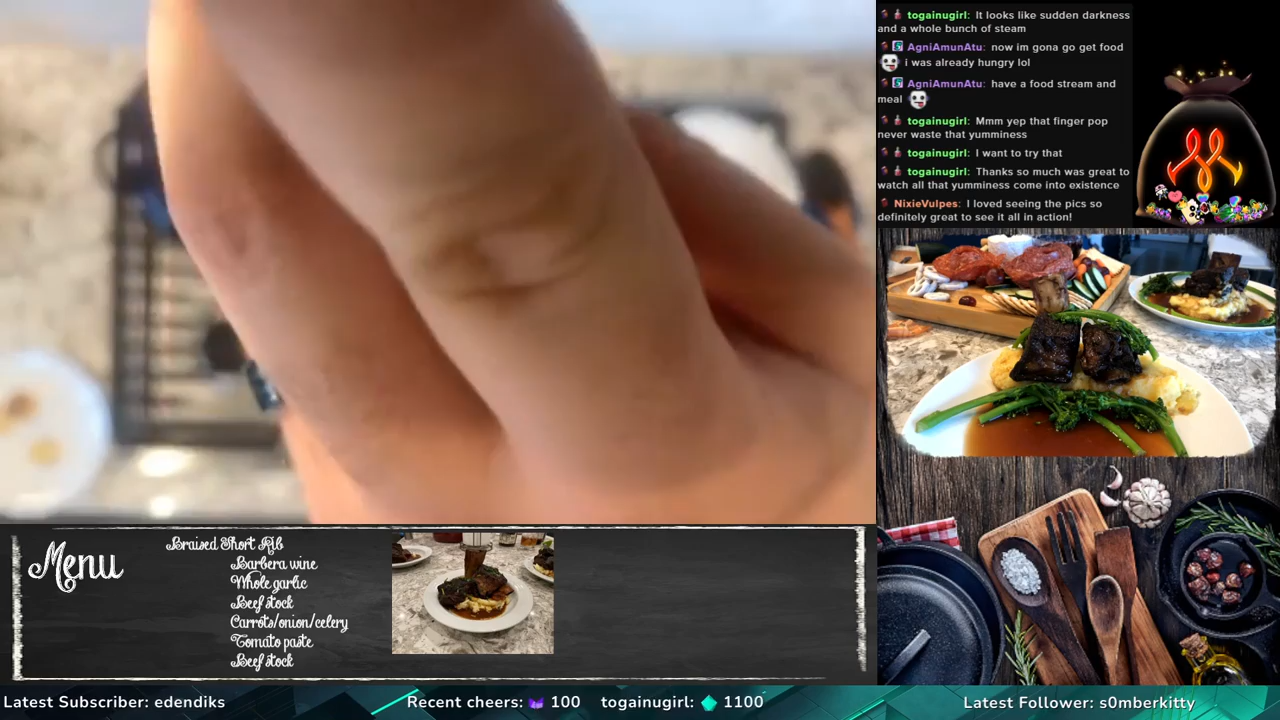 togainugirl: It looks like sudden darkness
and a whole bunch of steam
AgniAmunAtu: now im gona go get food
i was already hungry lol
AgniAmunAtu: have a food stream and
meal
togainugirl: Mmm yep that finger pop
never waste that yumminess
togainugirl: I want to try that
togainugirl: Thanks so much was great to
watch all that yumminess come into existence
NixieVulpes: I loved seeing the pics so
definitely great to see it all in action!
Menu
Braised Short Rib
Barbera wine
Whole garlic
Beef stock
Carrots/onion/celery
Tomato paste
Beef stock
Latest Subscriber: edendiks
Recent cheers: 100 togainugirl: 1100
Latest Follower: s0mberkitty